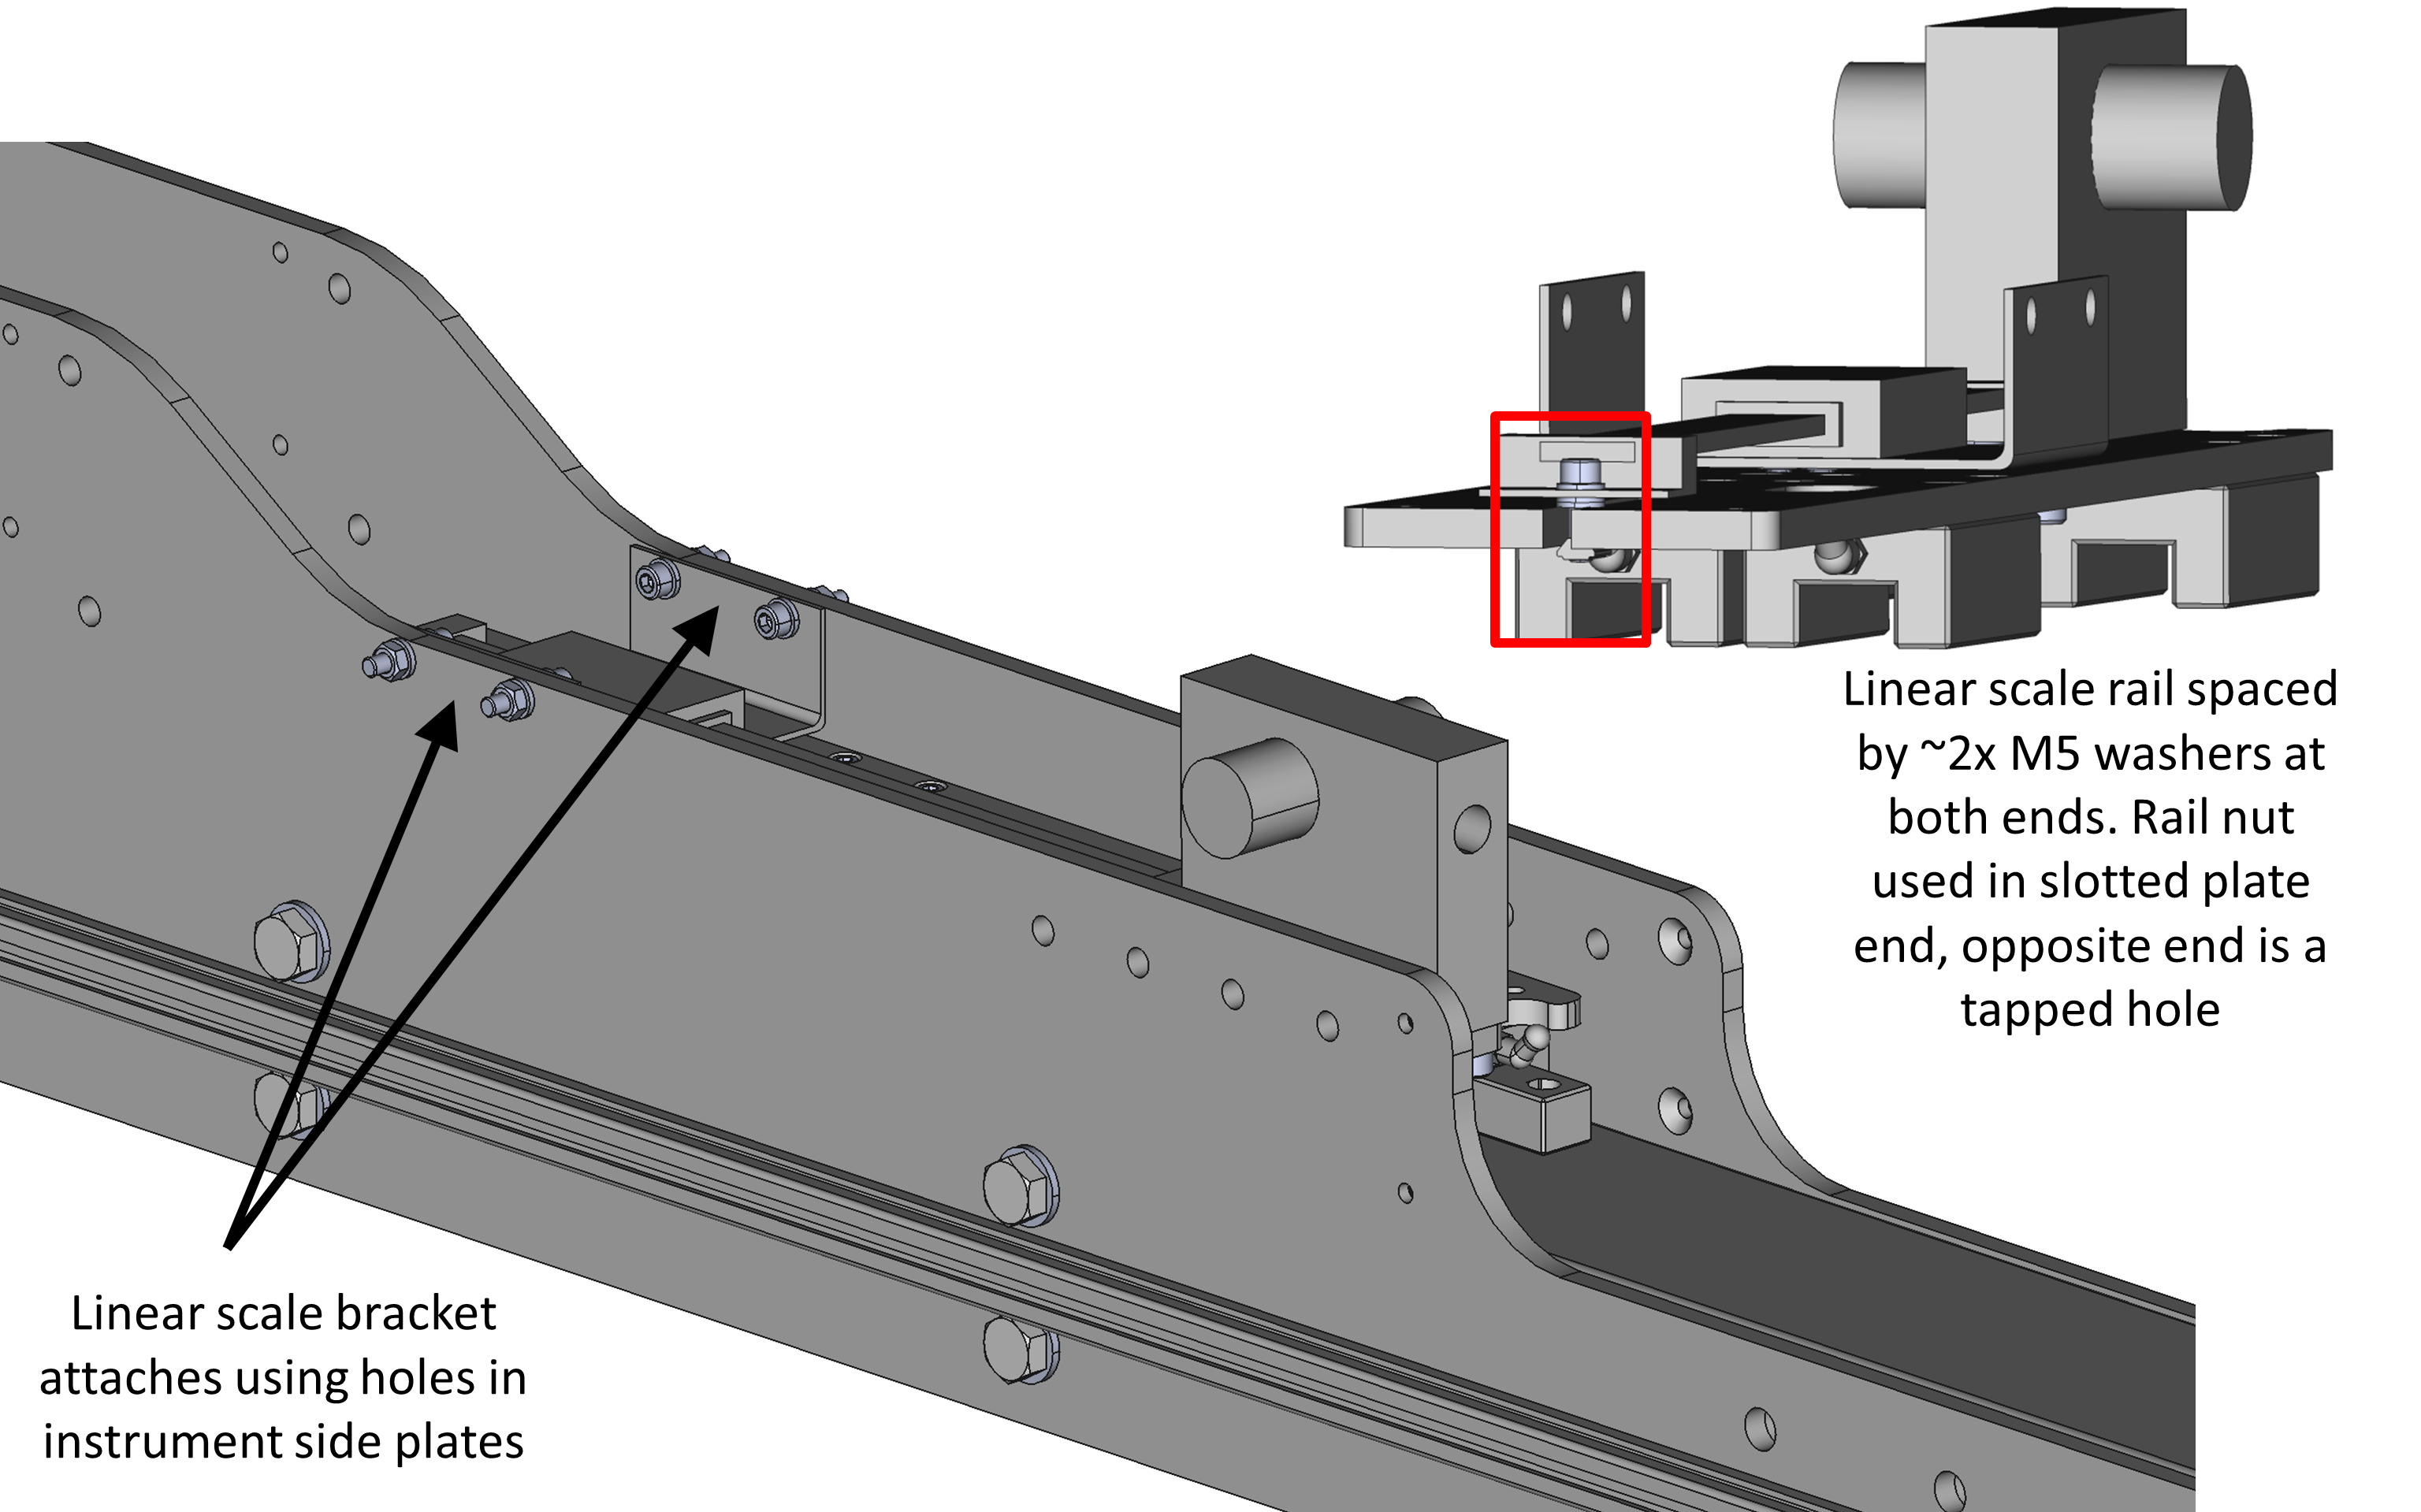 Linear scale rail spaced
by ~2x M5 washers at
both ends. Rail nut
used in slotted plate
end, opposite end is a
tapped hole
Linear scale bracket
attaches using holes in
instrument side plates